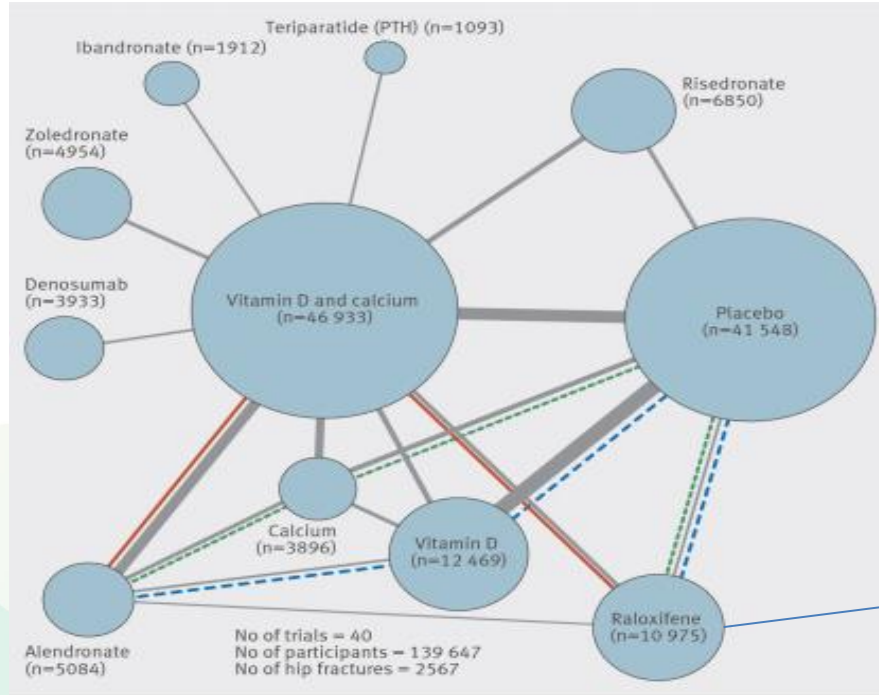 Teriparatide (PTH) (n=1093)
Ibandronate (n=1912)
Risedronate
(n=6850)
Zoledronate
(n=4954)
Denosumab
(n=3933)
Vitamin D and calcium
(n=46 933)
Placebo
(n=41 548)
Calcium
(n=3896)
Vitamin D
(n=12 469)
Alendronate
(n=5084)
No of trials = 40
No of participants = 139 647
No of hip fractures = 2567
Raloxifene
(n=10 975)